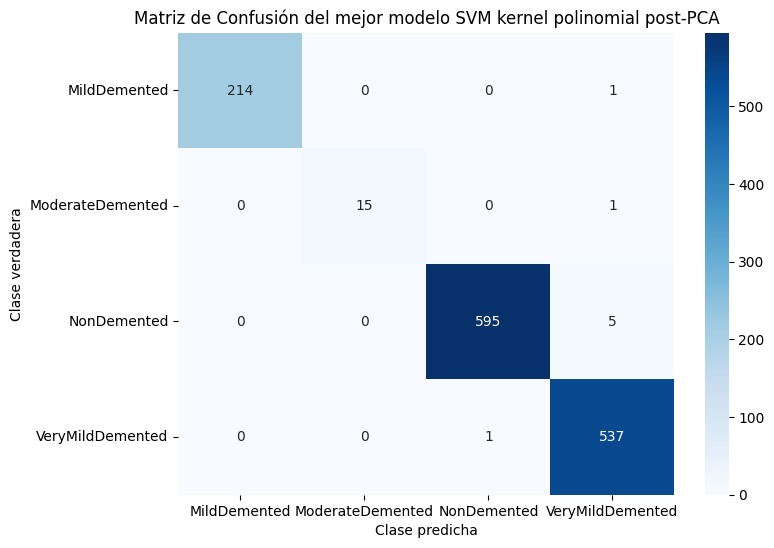 Matriz de Confusión del mejor modelo SVM kernel polinomial post-PCA
Clase verdadera
MildDemented
214 0 0 1
ModerateDemented
0 15 0 1
NonDemented
0 0 595 5
VeryMildDemented
0 0 1 537
MildDemented ModerateDemented NonDemented VeryMildDemented
Clase predicha
500
400
300
200
100
0